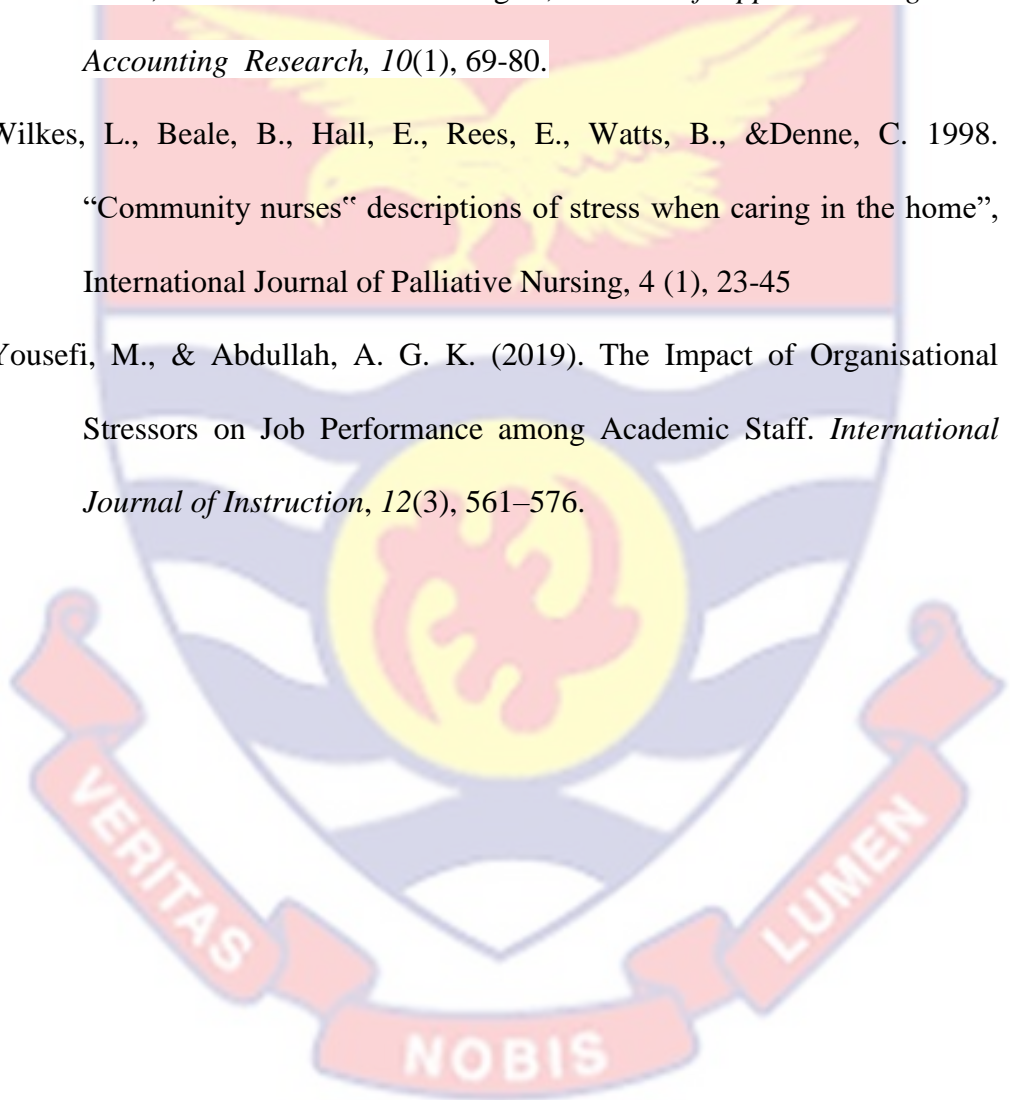 Accounting Research, 10(1), 69-80.
Wilkes, L., Beale, B., Hall, E., Rees, E., Watts, B., &Denne, C. 1998.
“Community nurses‟ descriptions of stress when caring in the home”,
International Journal of Palliative Nursing, 4 (1), 23-45
Yousefi, M., & Abdullah, A. G. K. (2019). The Impact of Organisational
Stressors on Job Performance among Academic Staff. International
Journal of Instruction, 12(3), 561–576.
VERITAS
NOBIS
LUMEN